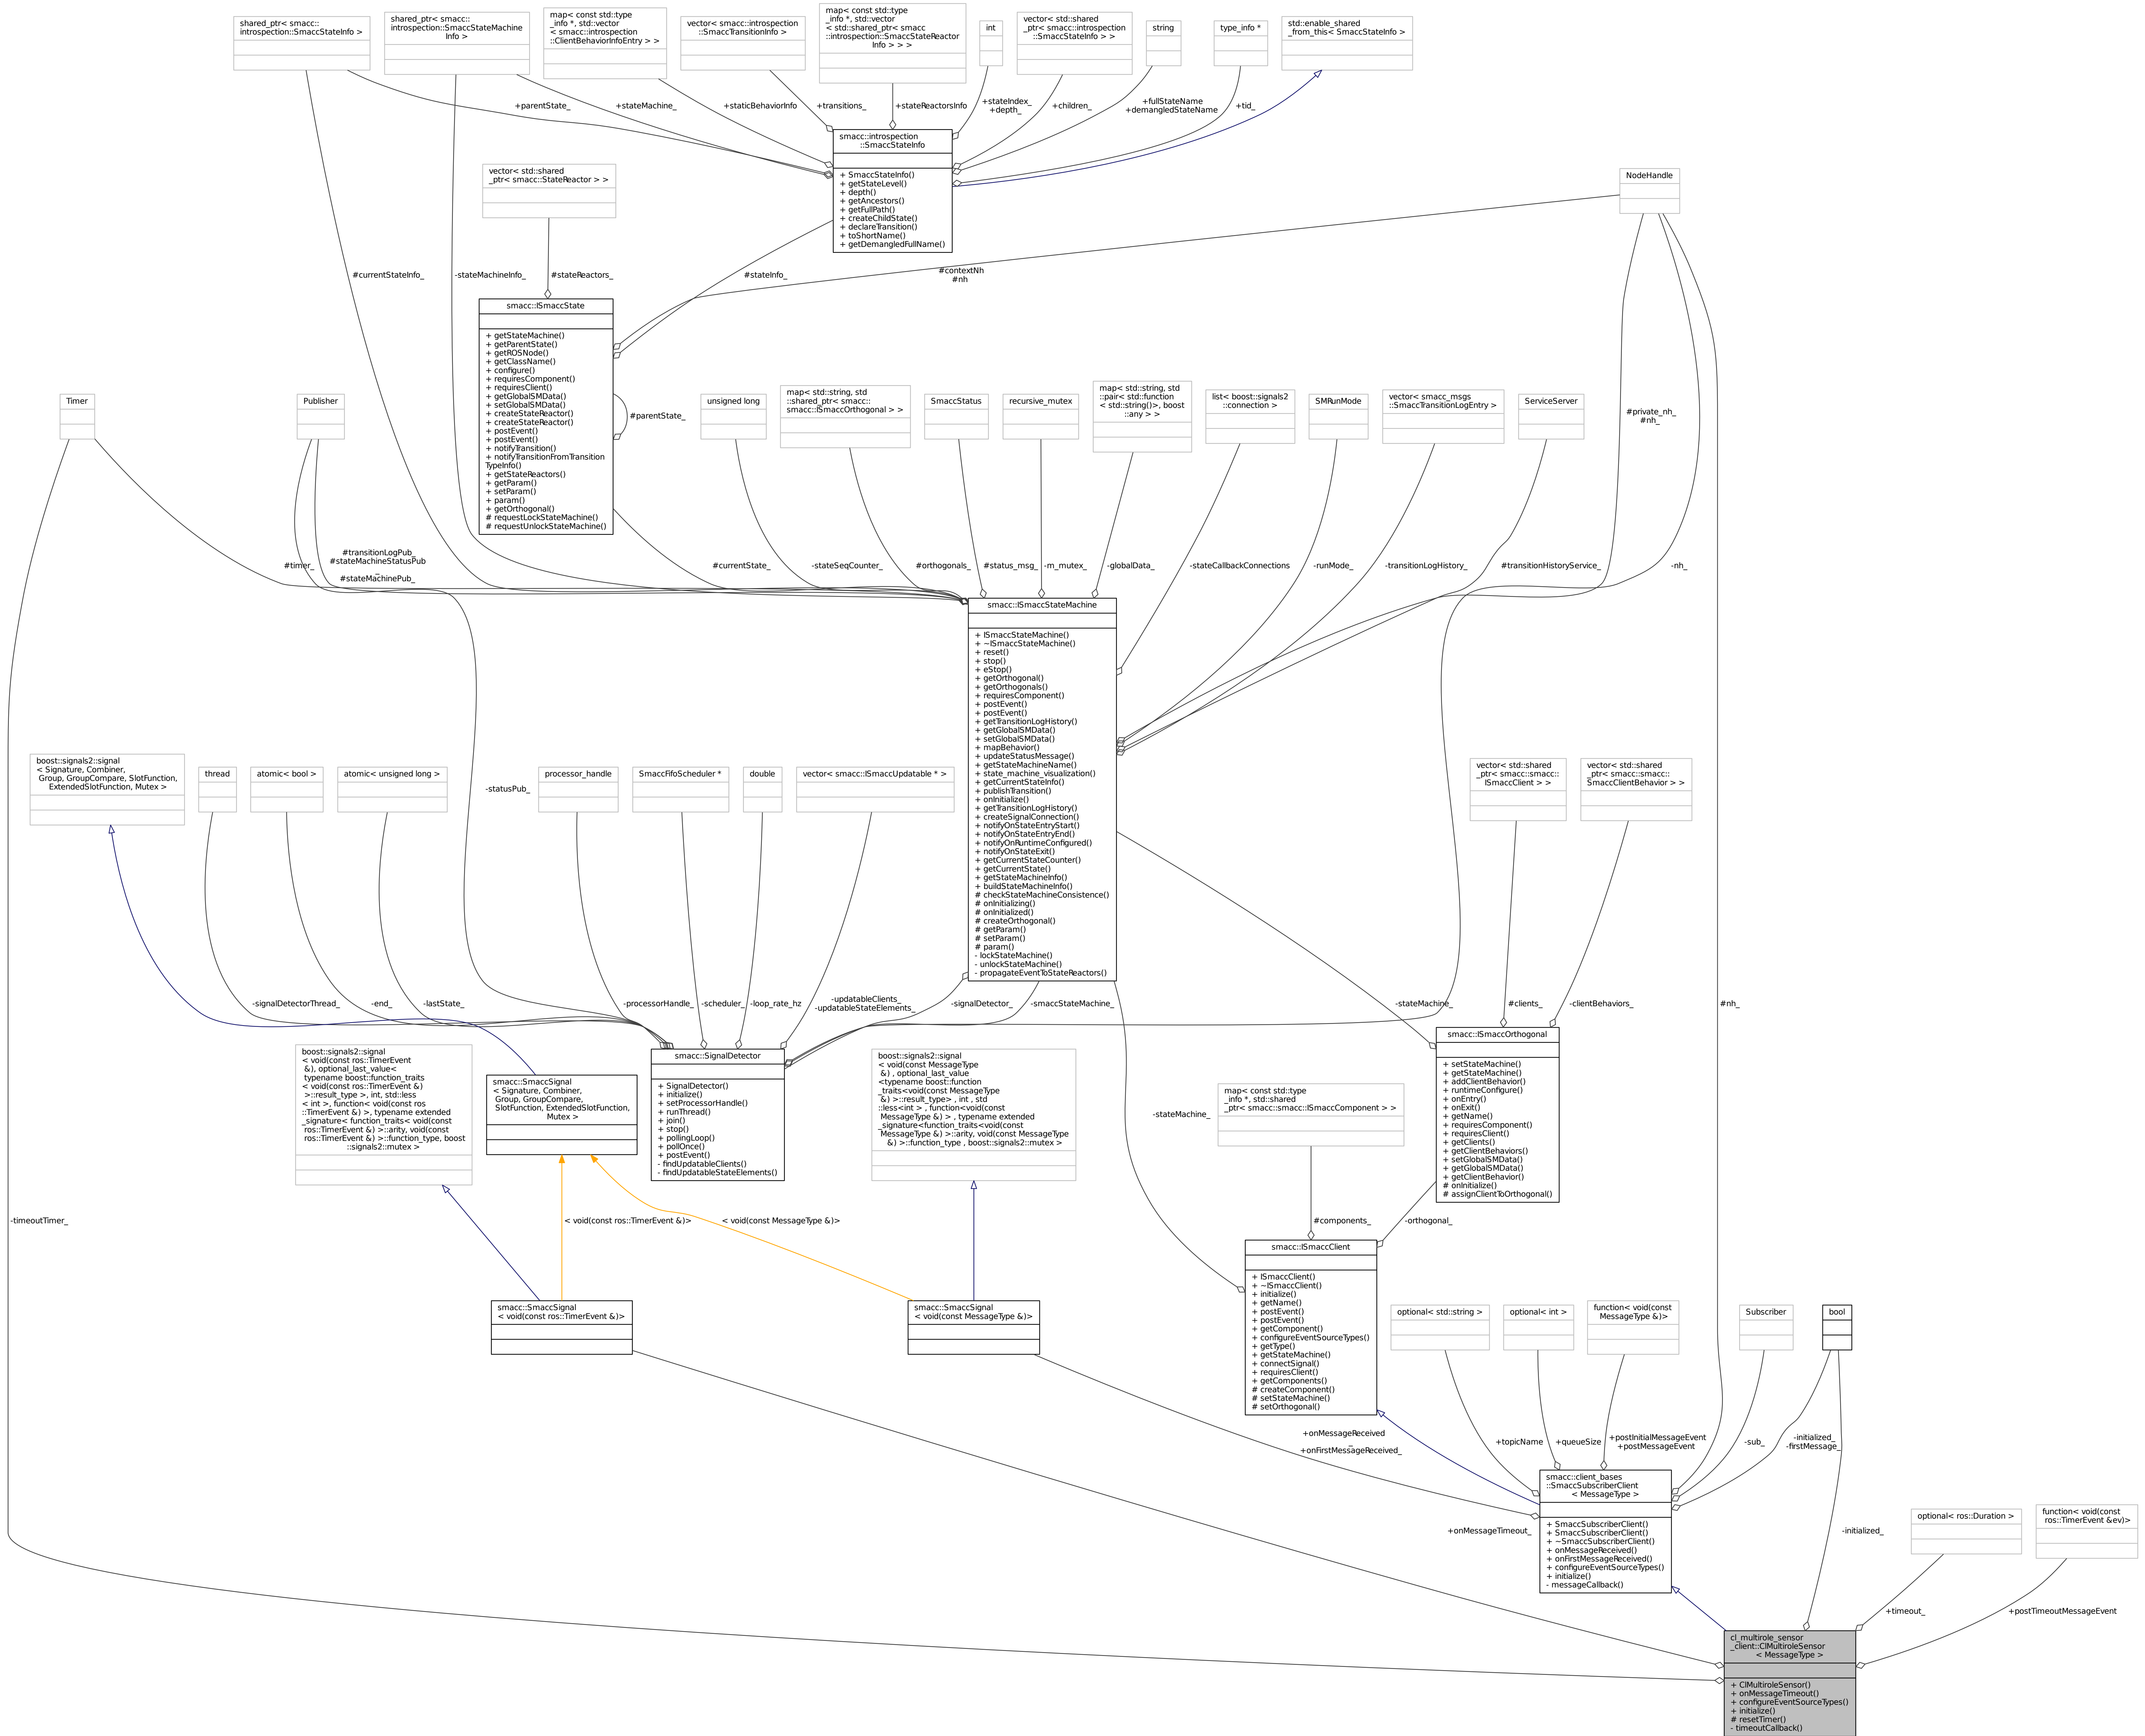 shared_ptr< smacc::
introspection::SmaccStateInfo >
shared_ptr< smacc::
introspection::SmaccStateMachine
Info >
map< const std::type
_info *, std::vector
< smacc::introspection
::ClientBehaviorInfoEntry > >
vector< smacc::introspection
::SmaccTransitionInfo >
map< const std::type
_info *, std::vector
< std::shared_ptr< smacc
::introspection::SmaccStateReactor
Info > > >
int
vector< std::shared
_ptr< smacc::introspection
::SmaccStateInfo > >
string
type_info *
std::enable_shared
_from_this< SmaccStateInfo >
+parentState_
+stateMachine_
+staticBehaviorInfo
+transitions_
+stateReactorsInfo
+stateIndex_
+depth_
+children_
+fullStateName
+demangledStateName
+tid_
smacc::introspection
::SmaccStateInfo
+ SmaccStateInfo()
+ getStateLevel()
+ depth()
+ getAncestors()
+ getFullPath()
+ createChildState()
+ declareTransition()
+ toShortName()
+ getDemangledFullName()
vector< std::shared
_ptr< smacc::StateReactor > >
NodeHandle
#currentStateInfo_
-stateMachineInfo_
#stateReactors_
#stateInfo_
#contextNh
#nh
smacc::ISmaccState
+ getStateMachine()
+ getParentState()
+ getROSNode()
+ getClassName()
+ configure()
+ requiresComponent()
+ requiresClient()
+ getGlobalSMData()
+ setGlobalSMData()
+ createStateReactor()
+ createStateReactor()
+ postEvent()
+ postEvent()
+ notifyTransition()
+ notifyTransitionFromTransition
TypeInfo()
+ getStateReactors()
+ getParam()
+ setParam()
+ param()
+ getOrthogonal()
# requestLockStateMachine()
# requestUnlockStateMachine()
#parentState_
Timer
Publisher
unsigned long
map< std::string, std
::shared_ptr< smacc::
smacc::ISmaccOrthogonal > >
SmaccStatus
recursive_mutex
map< std::string, std
::pair< std::function
< std::string()>, boost
::any > >
list< boost::signals2
::connection >
SMRunMode
vector< smacc_msgs
::SmaccTransitionLogEntry >
ServiceServer
#private_nh_
#nh_
#timer_
#transitionLogPub_
#stateMachineStatusPub
_
#stateMachinePub_
#currentState_
-stateSeqCounter_
#orthogonals_
#status_msg_
-m_mutex_
-globalData_
-stateCallbackConnections
-runMode_
-transitionLogHistory_
#transitionHistoryService_
-nh_
smacc::ISmaccStateMachine
+ ISmaccStateMachine()
+ ~ISmaccStateMachine()
+ reset()
+ stop()
+ eStop()
+ getOrthogonal()
+ getOrthogonals()
+ requiresComponent()
+ postEvent()
+ postEvent()
+ getTransitionLogHistory()
+ getGlobalSMData()
+ setGlobalSMData()
+ mapBehavior()
+ updateStatusMessage()
+ getStateMachineName()
+ state_machine_visualization()
+ getCurrentStateInfo()
+ publishTransition()
+ onInitialize()
+ getTransitionLogHistory()
+ createSignalConnection()
+ notifyOnStateEntryStart()
+ notifyOnStateEntryEnd()
+ notifyOnRuntimeConfigured()
+ notifyOnStateExit()
+ getCurrentStateCounter()
+ getCurrentState()
+ getStateMachineInfo()
+ buildStateMachineInfo()
# checkStateMachineConsistence()
# onInitializing()
# onInitialized()
# createOrthogonal()
# getParam()
# setParam()
# param()
- lockStateMachine()
- unlockStateMachine()
- propagateEventToStateReactors()
boost::signals2::signal
< Signature, Combiner,
Group, GroupCompare, SlotFunction,
ExtendedSlotFunction, Mutex >
thread
atomic< bool >
atomic< unsigned long >
-statusPub_
processor_handle
SmaccFifoScheduler *
double
vector< smacc::ISmaccUpdatable * >
vector< std::shared
_ptr< smacc::smacc::
ISmaccClient > >
vector< std::shared
_ptr< smacc::smacc::
SmaccClientBehavior > >
-signalDetectorThread_
-end_
-lastState_
-processorHandle_
-scheduler_
-loop_rate_hz
-updatableClients_
-updatableStateElements_
-signalDetector_
-smaccStateMachine_
-stateMachine_
#clients_
-clientBehaviors_
#nh_
boost::signals2::signal
< void(const ros::TimerEvent
&), optional_last_value<
typename boost::function_traits
< void(const ros::TimerEvent &)
>::result_type >, int, std::less
< int >, function< void(const ros
::TimerEvent &) >, typename extended
_signature< function_traits< void(const
ros::TimerEvent &) >::arity, void(const
ros::TimerEvent &) >::function_type, boost
::signals2::mutex >
smacc::SmaccSignal
< Signature, Combiner,
Group, GroupCompare,
SlotFunction, ExtendedSlotFunction,
Mutex >
smacc::SignalDetector
+ SignalDetector()
+ initialize()
+ setProcessorHandle()
+ runThread()
+ join()
+ stop()
+ pollingLoop()
+ pollOnce()
+ postEvent()
- findUpdatableClients()
- findUpdatableStateElements()
boost::signals2::signal
< void(const MessageType
&) , optional_last_value
<typename boost::function
_traits<void(const MessageType
&) >::result_type> , int , std
::less<int > , function<void(const
MessageType &) > , typename extended
_signature<function_traits<void(const
MessageType &) >::arity, void(const MessageType
&) >::function_type , boost::signals2::mutex >
-stateMachine_
map< const std::type
_info *, std::shared
_ptr< smacc::smacc::ISmaccComponent > >
smacc::ISmaccOrthogonal
+ setStateMachine()
+ getStateMachine()
+ addClientBehavior()
+ runtimeConfigure()
+ onEntry()
+ onExit()
+ getName()
+ requiresComponent()
+ requiresClient()
+ getClients()
+ getClientBehaviors()
+ setGlobalSMData()
+ getGlobalSMData()
+ getClientBehavior()
# onInitialize()
# assignClientToOrthogonal()
-timeoutTimer_
< void(const ros::TimerEvent &)>
< void(const MessageType &)>
#components_
-orthogonal_
smacc::ISmaccClient
+ ISmaccClient()
+ ~ISmaccClient()
+ initialize()
+ getName()
+ postEvent()
+ postEvent()
+ getComponent()
+ configureEventSourceTypes()
+ getType()
+ getStateMachine()
+ connectSignal()
+ requiresClient()
+ getComponents()
# createComponent()
# setStateMachine()
# setOrthogonal()
smacc::SmaccSignal
< void(const ros::TimerEvent &)>
smacc::SmaccSignal
< void(const MessageType &)>
optional< std::string >
optional< int >
function< void(const
MessageType &)>
Subscriber
bool
+onMessageReceived
_
+onFirstMessageReceived_
+topicName
+queueSize
+postInitialMessageEvent
+postMessageEvent
-sub_
-initialized_
-firstMessage_
smacc::client_bases
::SmaccSubscriberClient
< MessageType >
+ SmaccSubscriberClient()
+ SmaccSubscriberClient()
+ ~SmaccSubscriberClient()
+ onMessageReceived()
+ onFirstMessageReceived()
+ configureEventSourceTypes()
+ initialize()
- messageCallback()
+onMessageTimeout_
-initialized_
optional< ros::Duration >
function< void(const
ros::TimerEvent &ev)>
+timeout_
+postTimeoutMessageEvent
cl_multirole_sensor
_client::ClMultiroleSensor
< MessageType >
+ ClMultiroleSensor()
+ onMessageTimeout()
+ configureEventSourceTypes()
+ initialize()
# resetTimer()
- timeoutCallback()